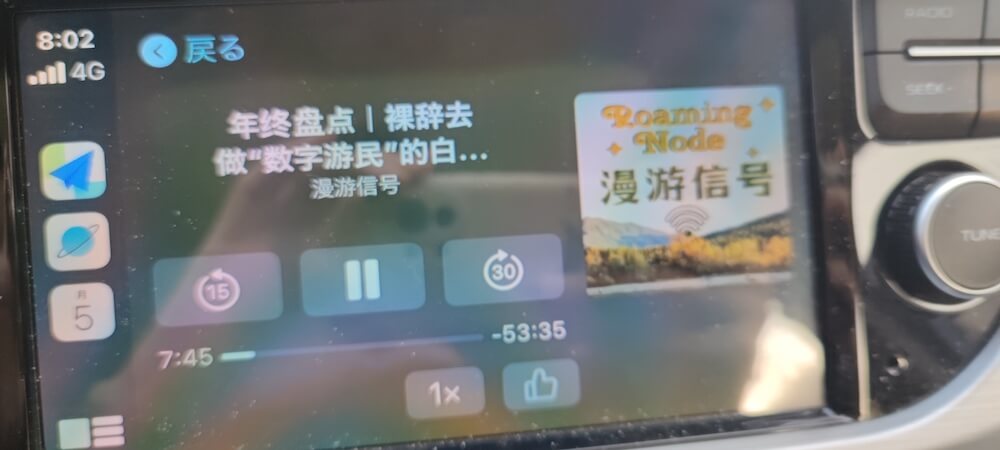 8:02
4G
戻る
年终盘点｜裸辞去
做“数字游民”的白…
漫游信号
Roaming
Node
漫游信号
15
30
7:45
-53:35
1×
月
5
RADIO
SEEK-
TUNE